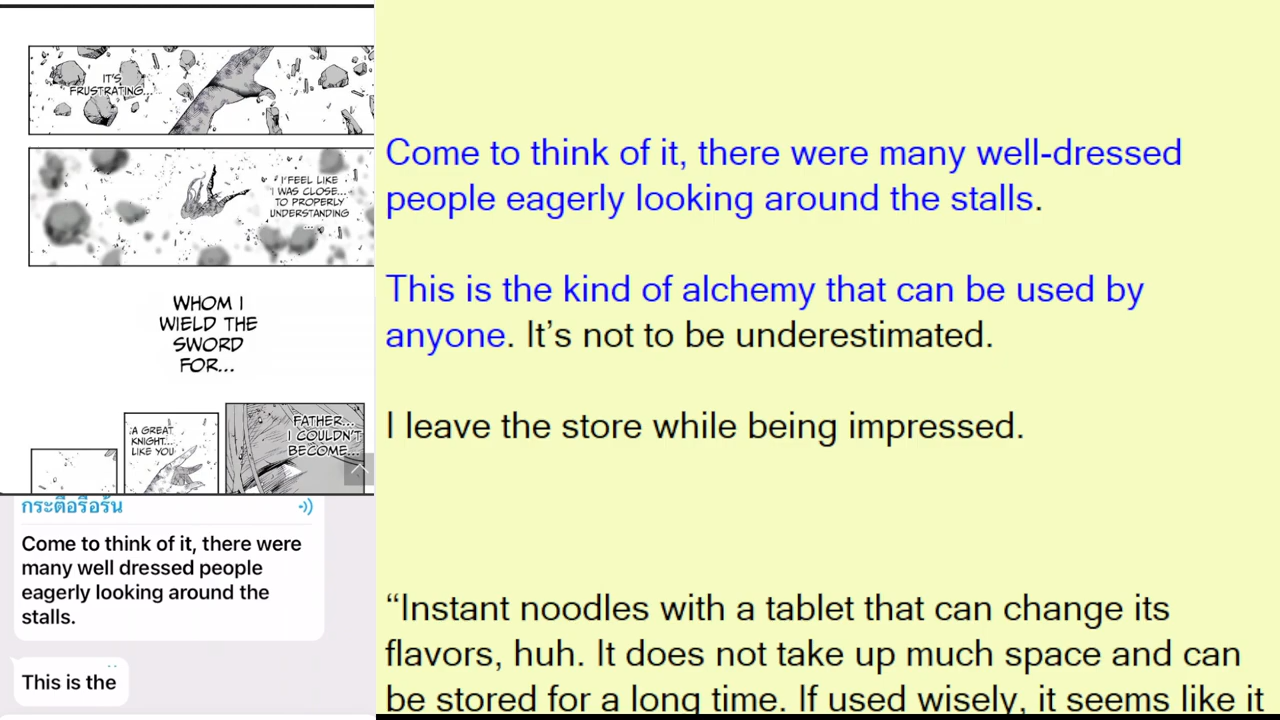 IT'S
FRUSTRATING...
I FEEL LIKE
I WAS CLOSE...
TO PROPERLY
UNDERSTANDING
...
WHOM I
WIELD THE
SWORD
FOR...
FATHER...
I COULDN'T
BECOME...
A GREAT
KNIGHT...
LIKE YOU
กระตือรือร้น
Come to think of it, there were
many well dressed people
eagerly looking around the
stalls.
This is the
Come to think of it, there were many well-dressed
people eagerly looking around the stalls.
This is the kind of alchemy that can be used by
anyone. It’s not to be underestimated.
I leave the store while being impressed.
“Instant noodles with a tablet that can change its
flavors, huh. It does not take up much space and can
be stored for a long time. If used wisely, it seems like it